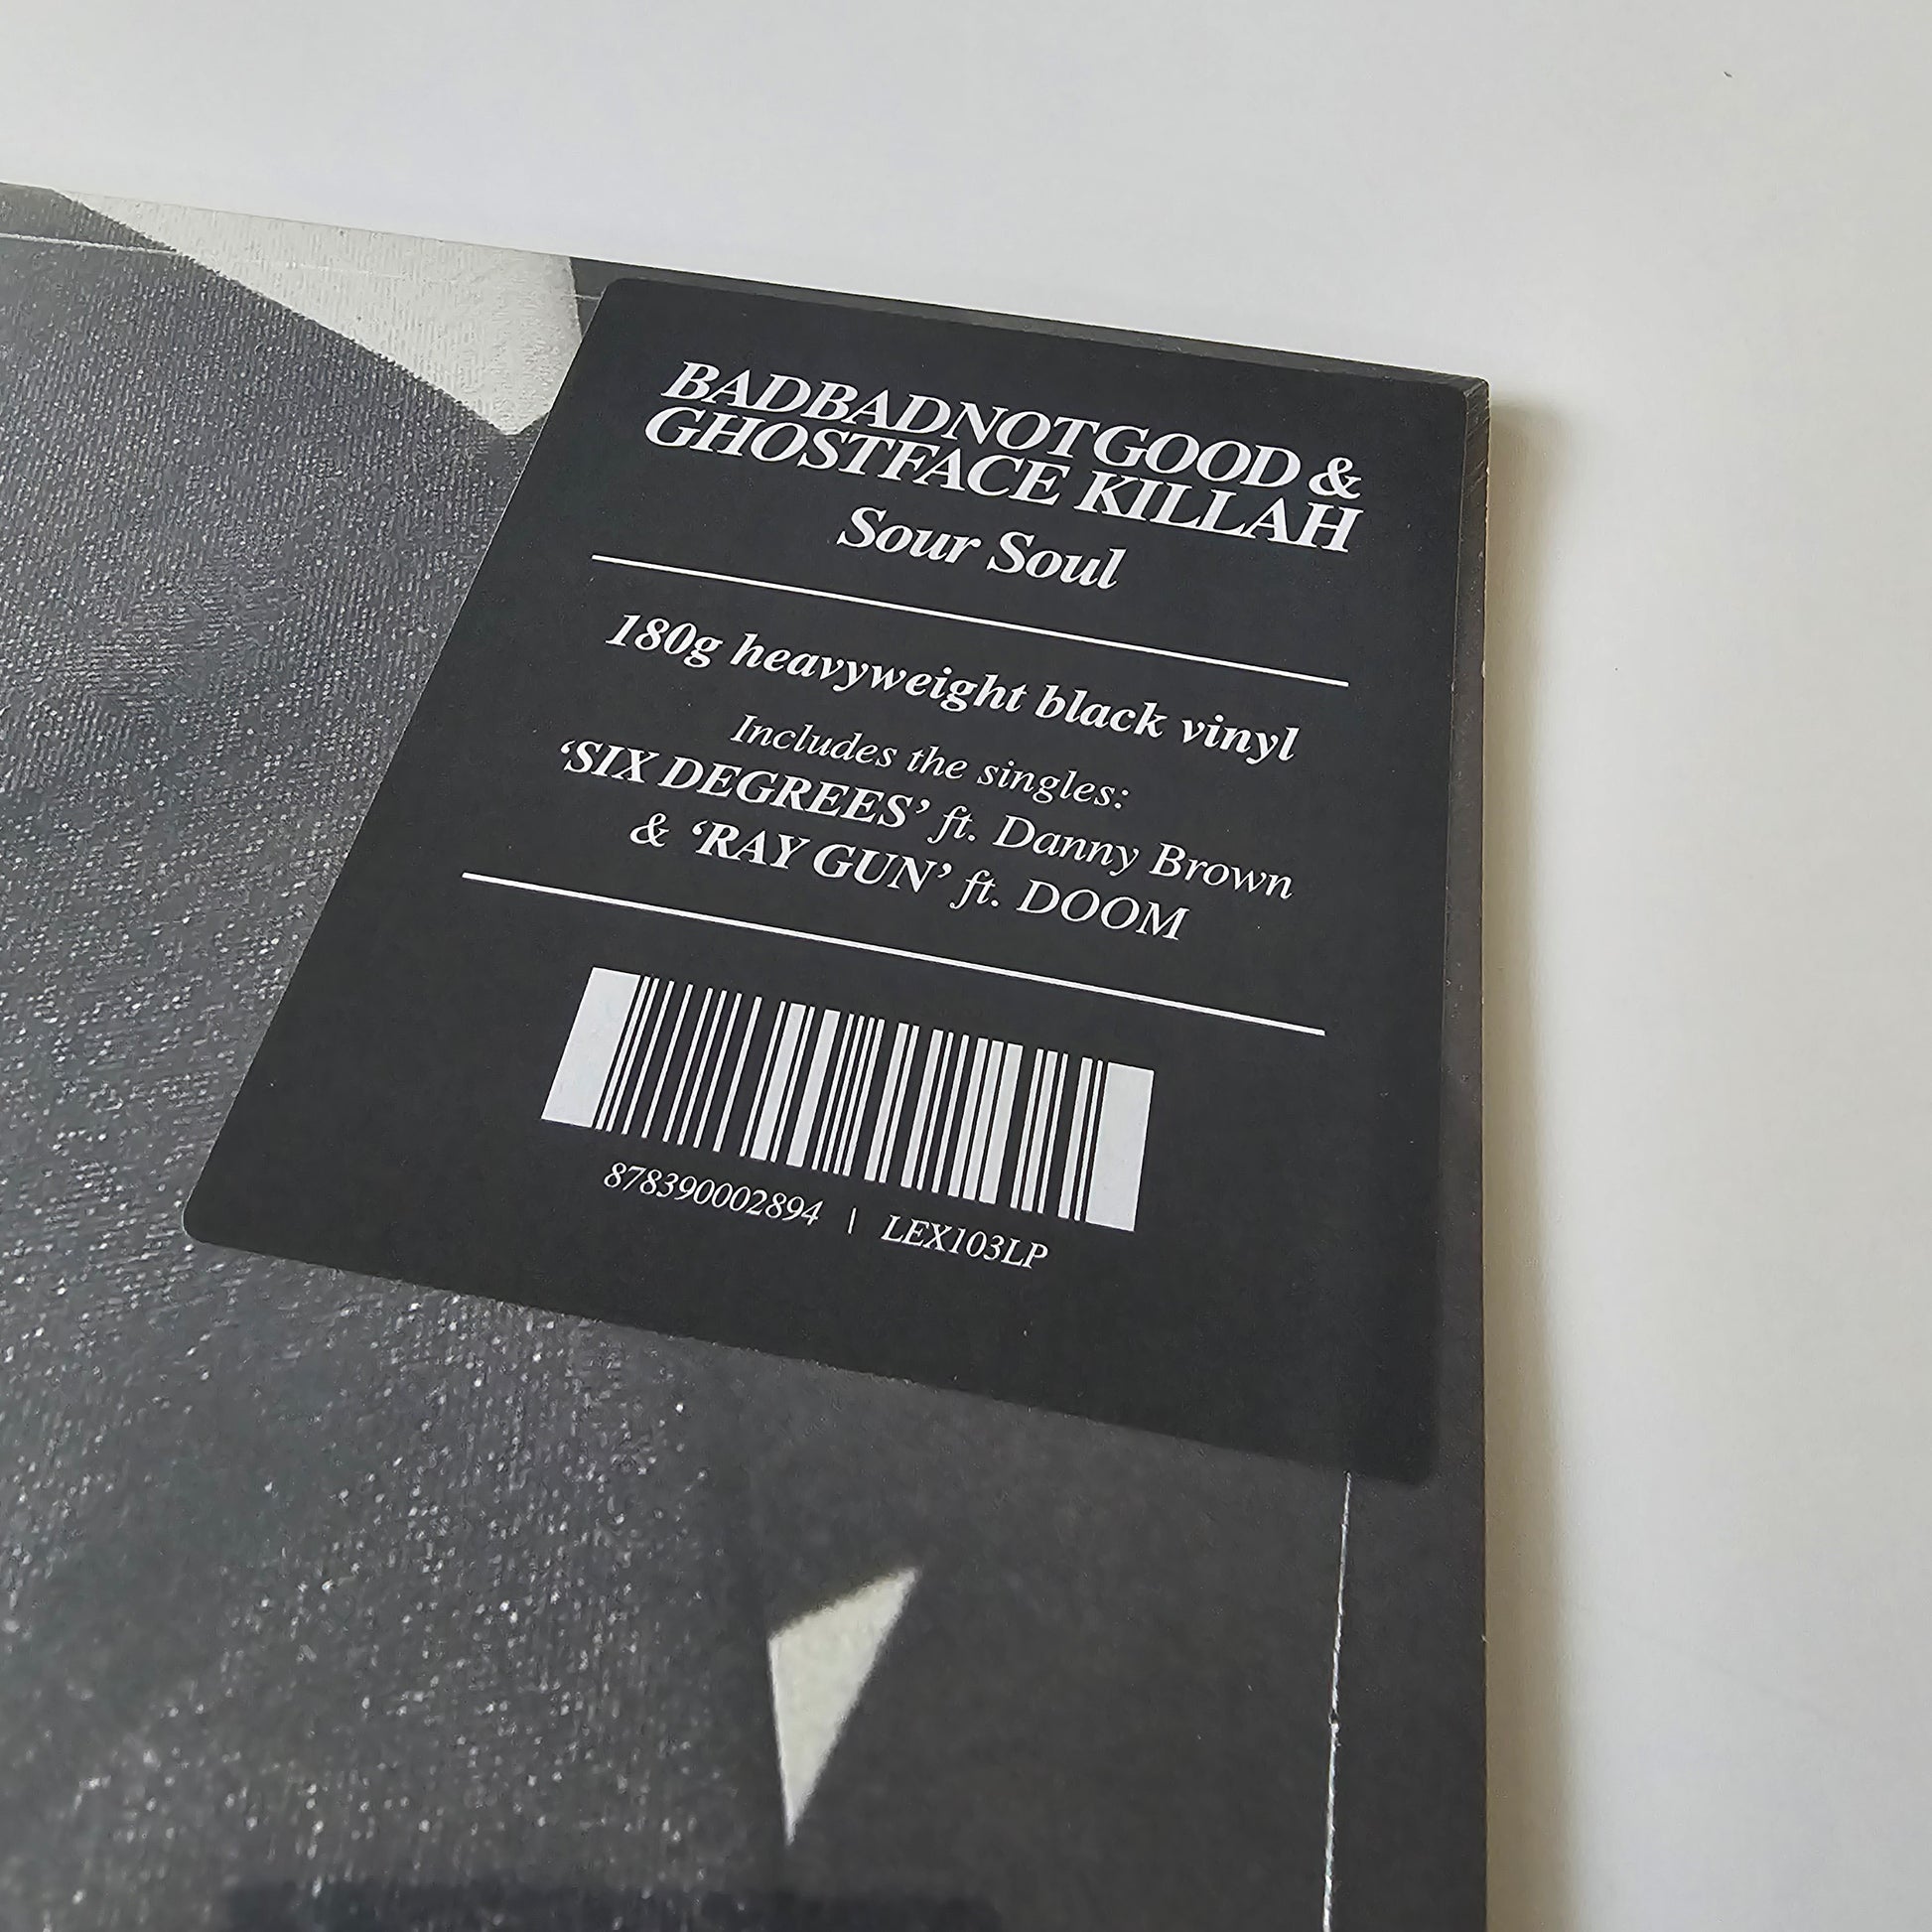 BADBADNOTGOOD &
GHOSTFACE KILLAH
Sour Soul
180g heavyweight black vinyl
Includes the singles:
‘SIX DEGREES’ ft. Danny Brown
& ‘RAY GUN’ ft. DOOM
878390002894 | LEX103LP